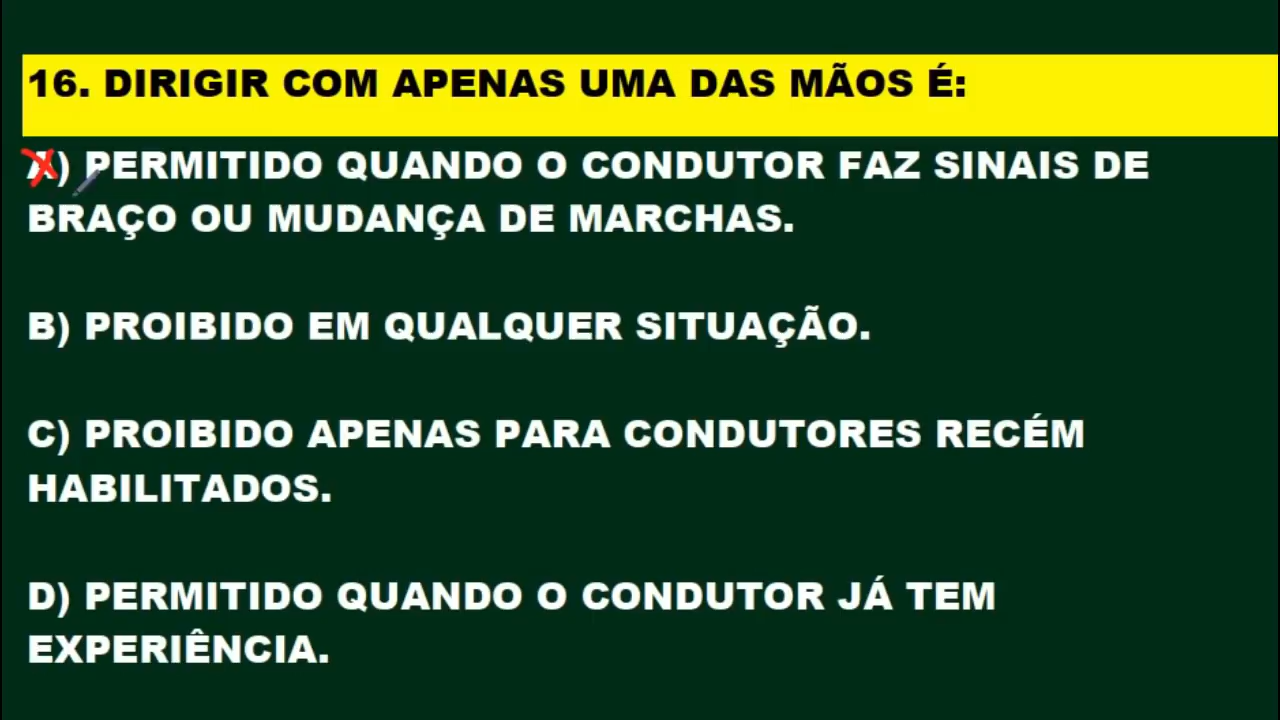 16. DIRIGIR COM APENAS UMA DAS MÃOS É:
A) PERMITIDO QUANDO O CONDUTOR FAZ SINAIS DE
BRAÇO OU MUDANÇA DE MARCHAS.
B) PROIBIDO EM QUALQUER SITUAÇÃO.
C) PROIBIDO APENAS PARA CONDUTORES RECÉM
HABILITADOS.
D) PERMITIDO QUANDO O CONDUTOR JÁ TEM
EXPERIÊNCIA.